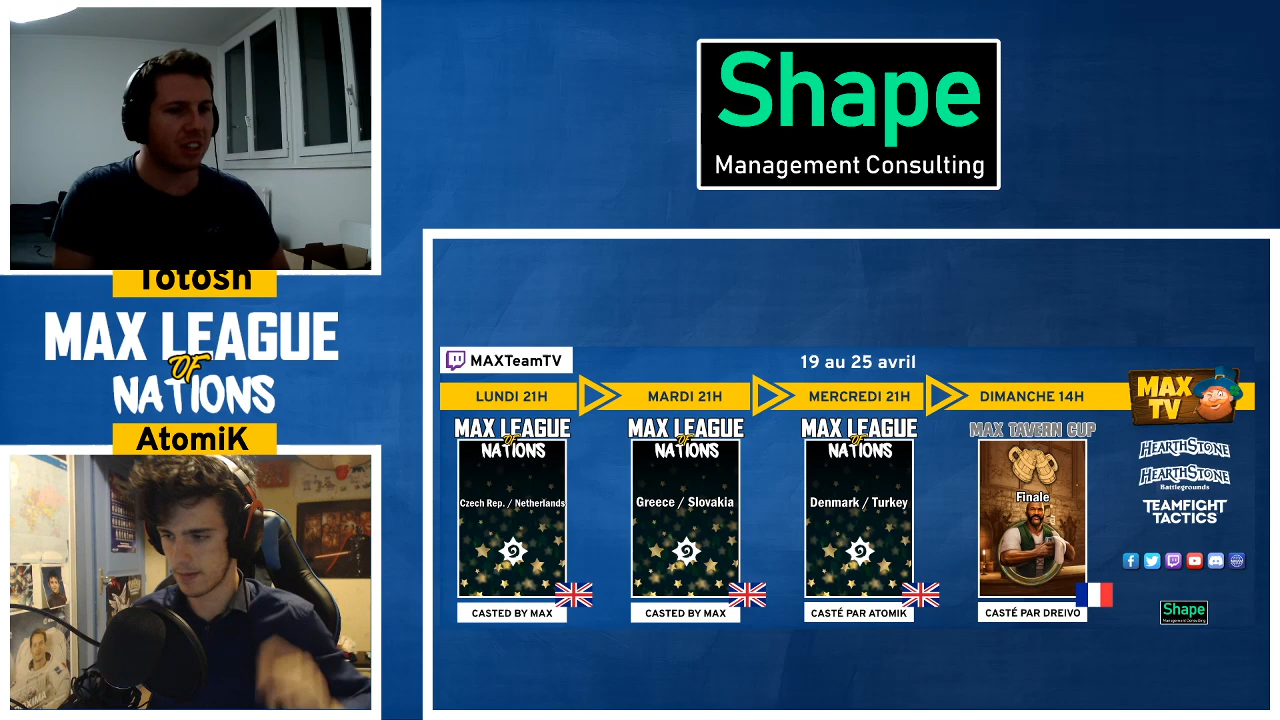 Shape
Management Consulting
Totosh
MAX LEAGUE
OF
NATIONS
AtomiK
MAXTeamTV
19 au 25 avril
LUNDI 21H
MARDI 21H
MERCREDI 21H
DIMANCHE 14H
MAX
TV
MAX LEAGUE
OF
NATIONS
Czech Rep. / Netherlands
CASTED BY MAX
MAX LEAGUE
OF
NATIONS
Greece / Slovakia
CASTED BY MAX
MAX LEAGUE
OF
NATIONS
Denmark / Turkey
CASTÉ PAR ATOMIK
MAX TAVERN CUP
Finale
CASTÉ PAR DREIVO
HEARTHSTONE
HEARTHSTONE
Battlegrounds
TEAMFIGHT
TACTICS
Shape
Management Consulting